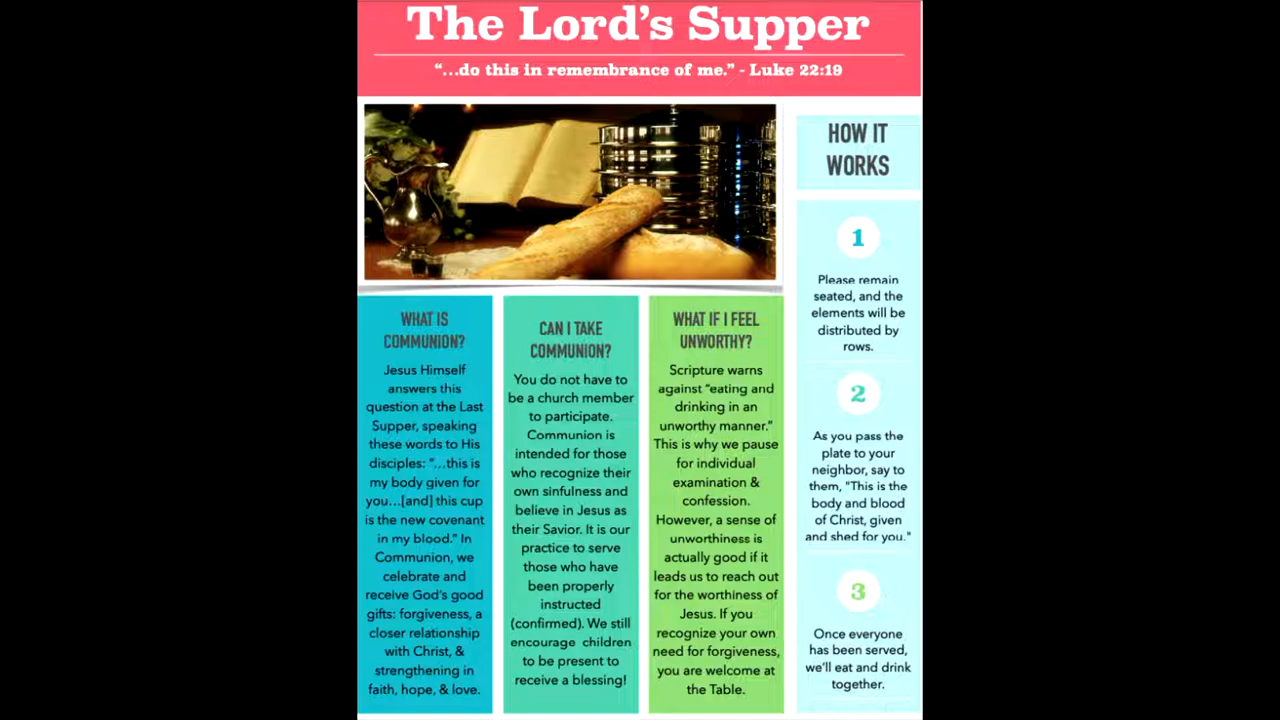 The Lord's Supper
“...do this in remembrance of me.” - Luke 22:19
WHAT IS
COMMUNION?
Jesus Himself
answers this
question at the Last
Supper, speaking
these words to His
disciples: “...this is
my body given for
you...[and] this cup
is the new covenant
in my blood.” In
Communion, we
celebrate and
receive God's good
gifts: forgiveness, a
closer relationship
with Christ, &
strengthening in
faith, hope, & love.
CAN I TAKE
COMMUNION?
You do not have to
be a church member
to participate.
Communion is
intended for those
who recognize their
own sinfulness and
believe in Jesus as
their Savior. It is our
practice to serve
those who have
been properly
instructed
(confirmed). We still
encourage children
to be present to
receive a blessing!
WHAT IF I FEEL
UNWORTHY?
Scripture warns
against “eating and
drinking in an
unworthy manner.”
This is why we pause
for individual
examination &
confession.
However, a sense of
unworthiness is
actually good if it
leads us to reach out
for the worthiness of
Jesus. If you
recognize your own
need for forgiveness,
you are welcome at
the Table.
HOW IT
WORKS
1
Please remain
seated, and the
elements will be
distributed by
rows.
2
As you pass the
plate to your
neighbor, say to
them, "This is the
body and blood
of Christ, given
and shed for you."
3
Once everyone
has been served,
we'll eat and drink
together.